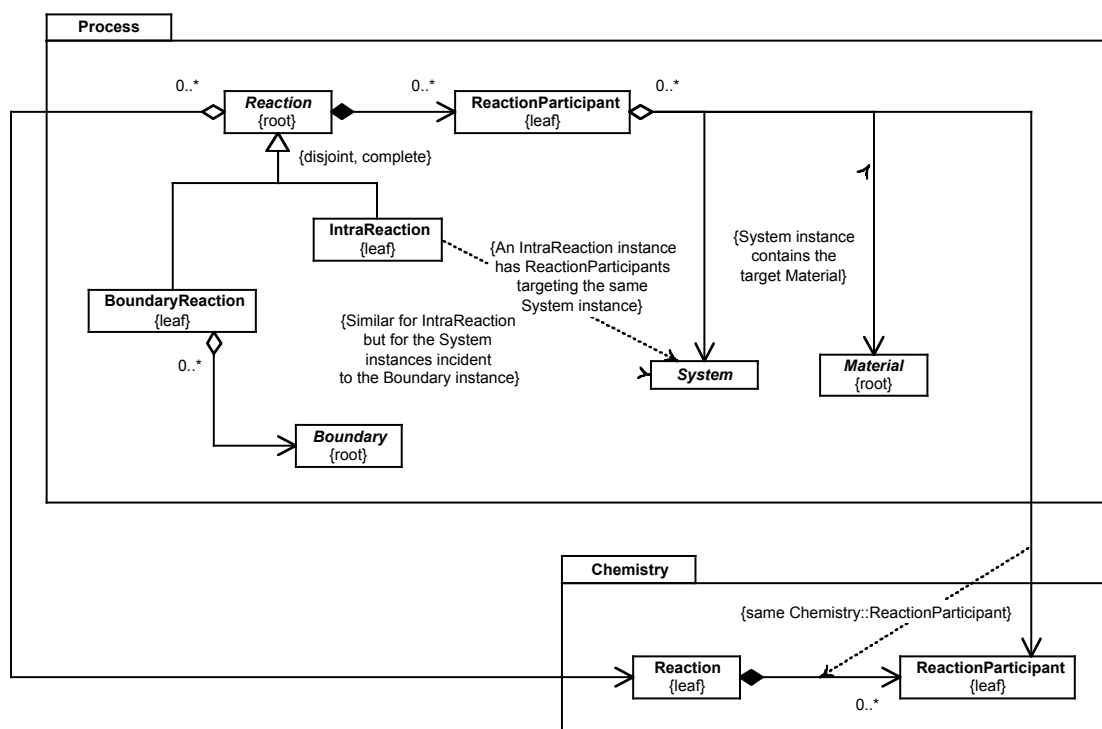 Process
0..*
0..*
0..*
Reaction
{root}
ReactionParticipant
{leaf}
{disjoint, complete}
IntraReaction
{leaf}
{An IntraReaction instance
has ReactionParticipants
targeting the same
System instance}
{System instance
contains the
target Material}
BoundaryReaction
{leaf}
0..*
{Similar for IntraReaction
but for the System
instances incident
to the Boundary instance}
System
Material
{root}
Boundary
{root}
Chemistry
{same Chemistry::ReactionParticipant}
Reaction
{leaf}
ReactionParticipant
{leaf}
0..*